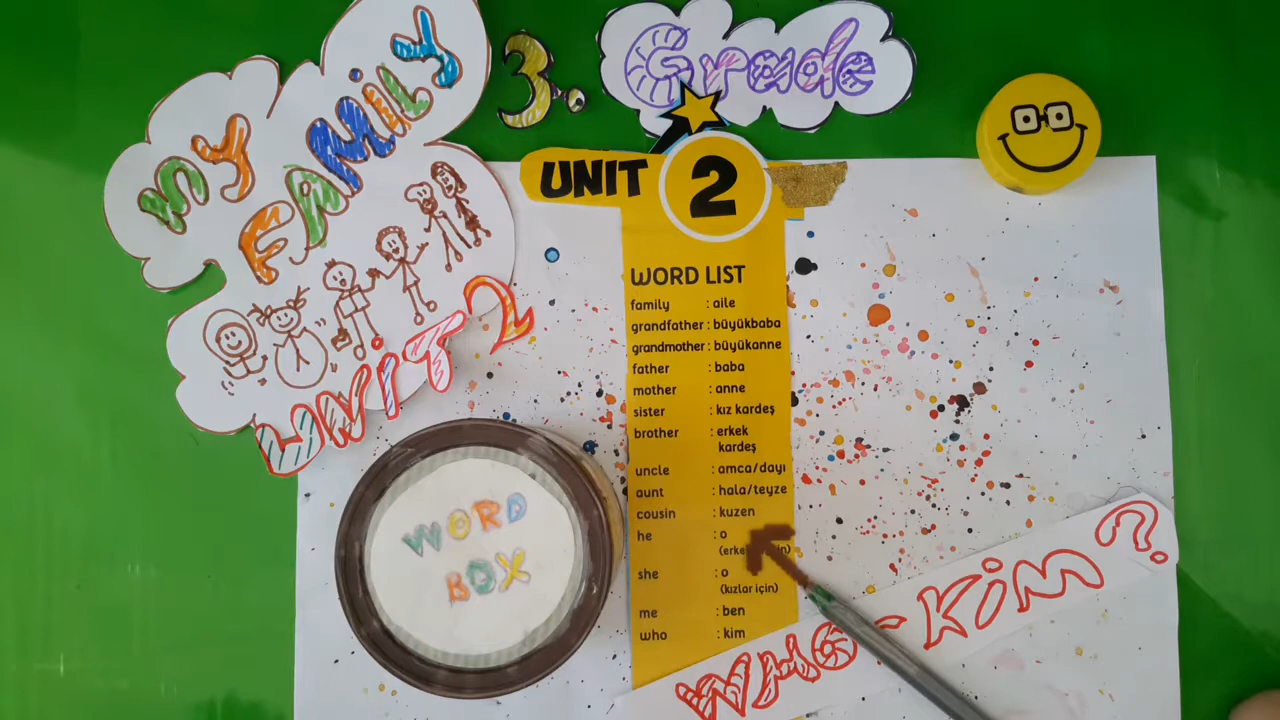 MY
FAMiLY
UNiT 2
3. Grade
UNIT 2
WORD LIST
family : aile
grandfather : büyükbaba
grandmother : büyükanne
father : baba
mother : anne
sister : kız kardeş
brother : erkek
kardeş
uncle : amca/dayı
aunt : hala/teyze
cousin : kuzen
he : o
she : o
(kızlar için)
me : ben
who : kim
WORD
BOX
WHO-KiM?